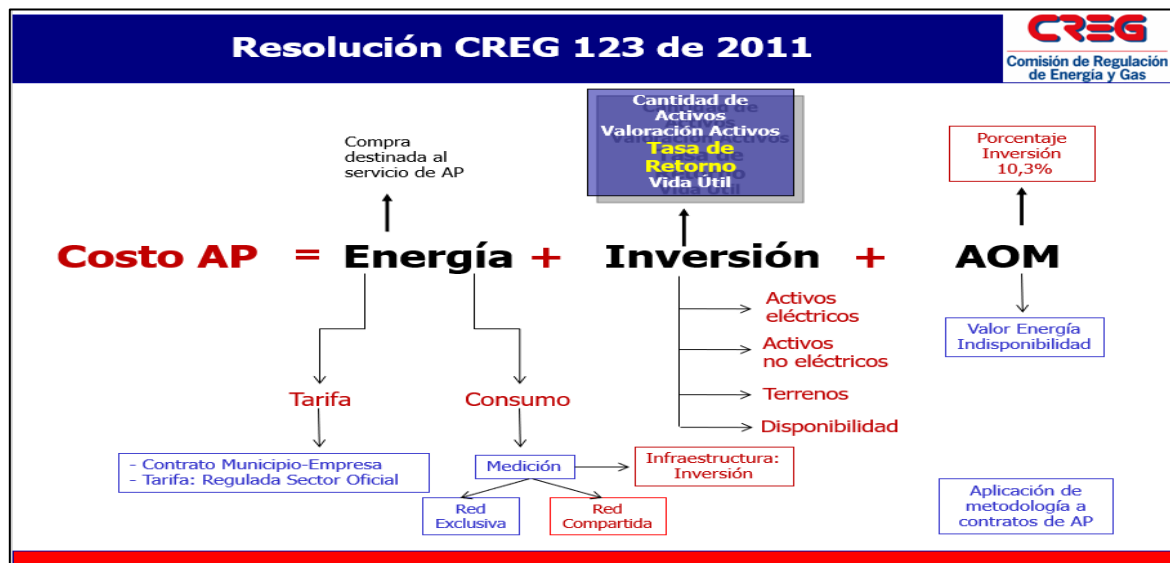 Resolución CREG 123 de 2011
CREG
Comisión de Regulación
de Energía y Gas
Cantidad de
Activos
Valoración Activos
Tasa de
Retorno
Vida Útil
Compra
destinada al
servicio de AP
Porcentaje
Inversión
10,3%
Costo AP = Energía + Inversión + AOM
Activos
eléctricos
Activos
no eléctricos
Terrenos
Disponibilidad
Valor Energía
Indisponibilidad
Tarifa
Consumo
- Contrato Municipio-Empresa
- Tarifa: Regulada Sector Oficial
Medición
Infraestructura:
Inversión
Red
Exclusiva
Red
Compartida
Aplicación de
metodología a
contratos de AP